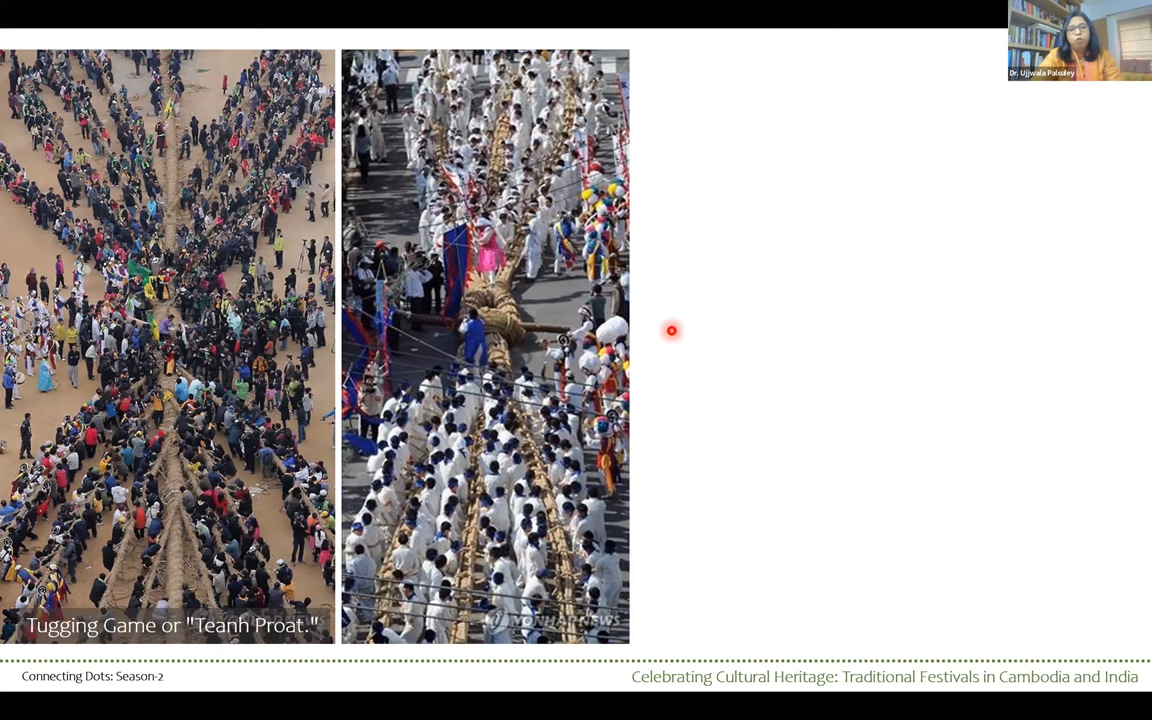 Dr. Ujjwala Palsuley
Tugging Game or "Teanh Proat."
YONHAP NEWS
Connecting Dots: Season-2
Celebrating Cultural Heritage: Traditional Festivals in Cambodia and India